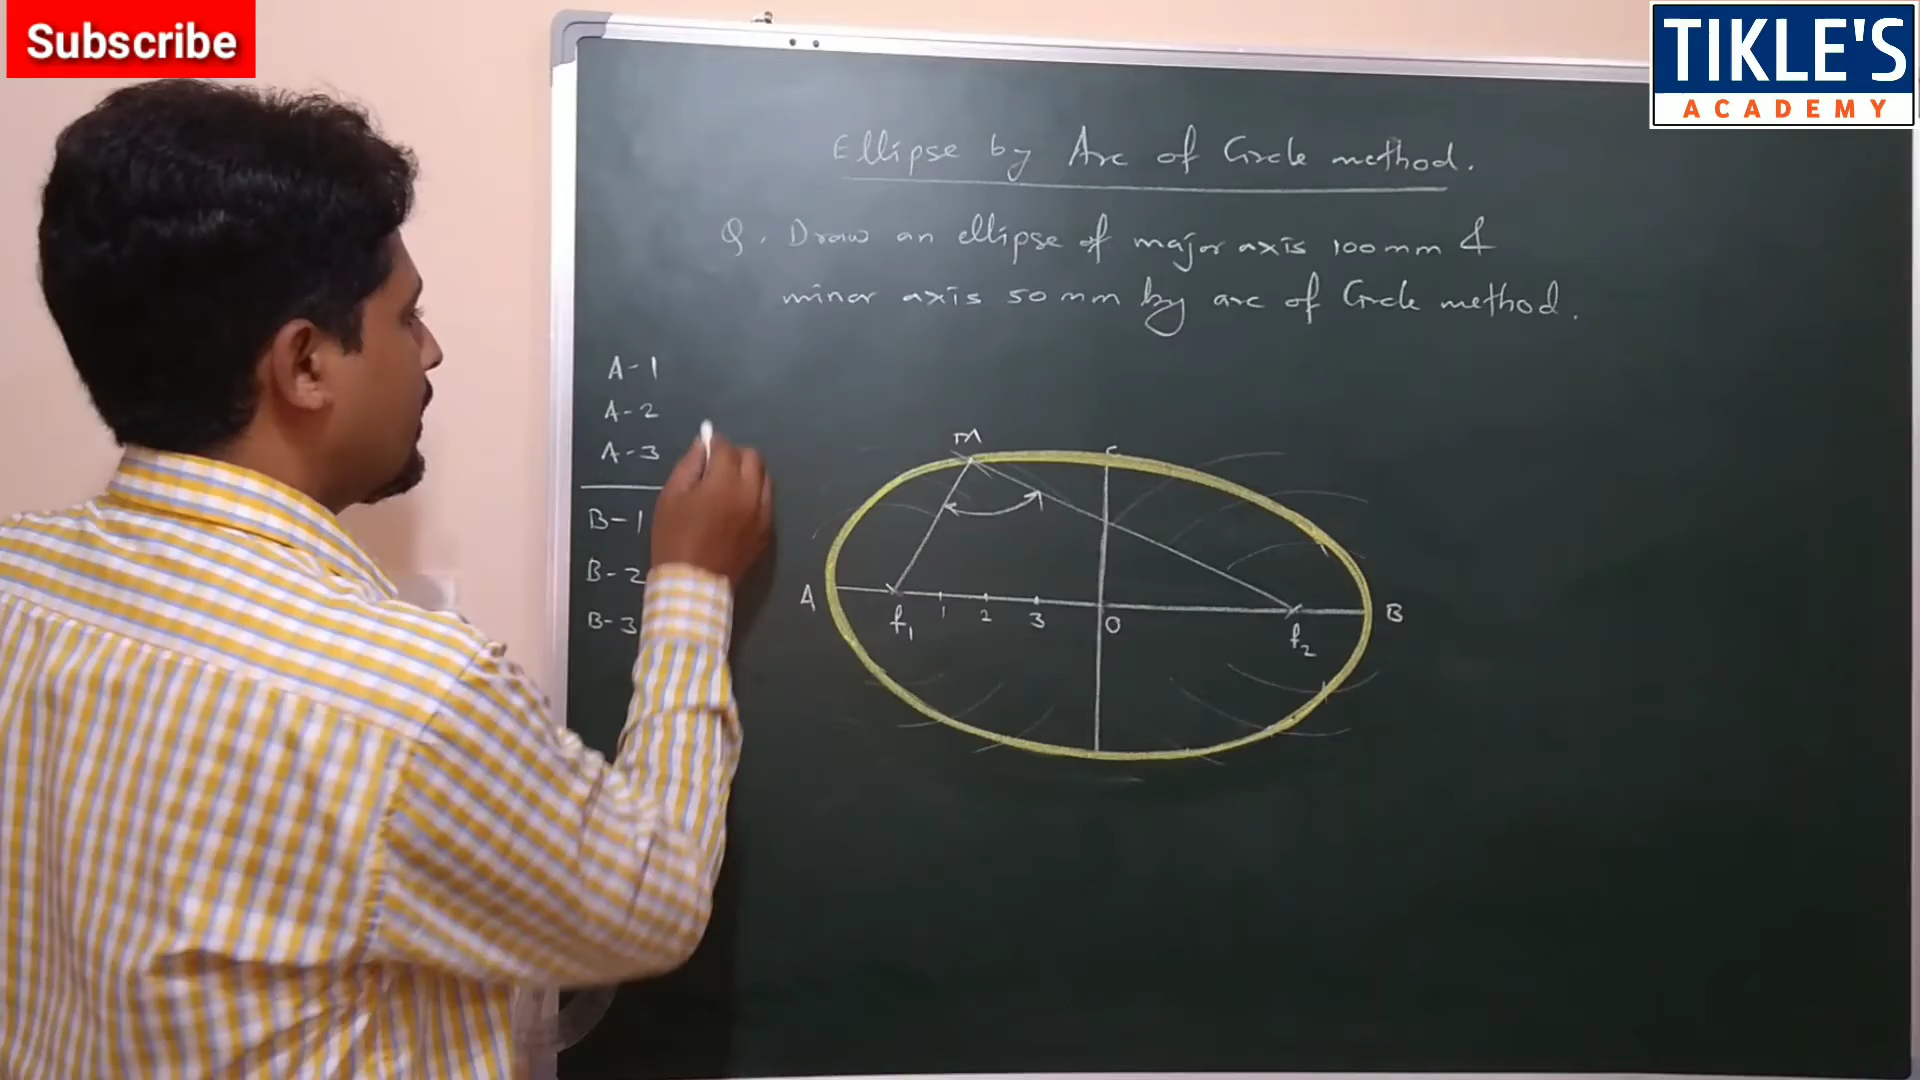 Subscribe
TIKLE'S
ACADEMY
Ellipse by Arc of Circle method.
Q. Draw an ellipse of major axis 100 mm &
minor axis 50 mm by arc of Circle method.
A-1
A-2
A-3
B-1
B-2
B-3
M
C
A
f1
1
2
3
O
f2
B